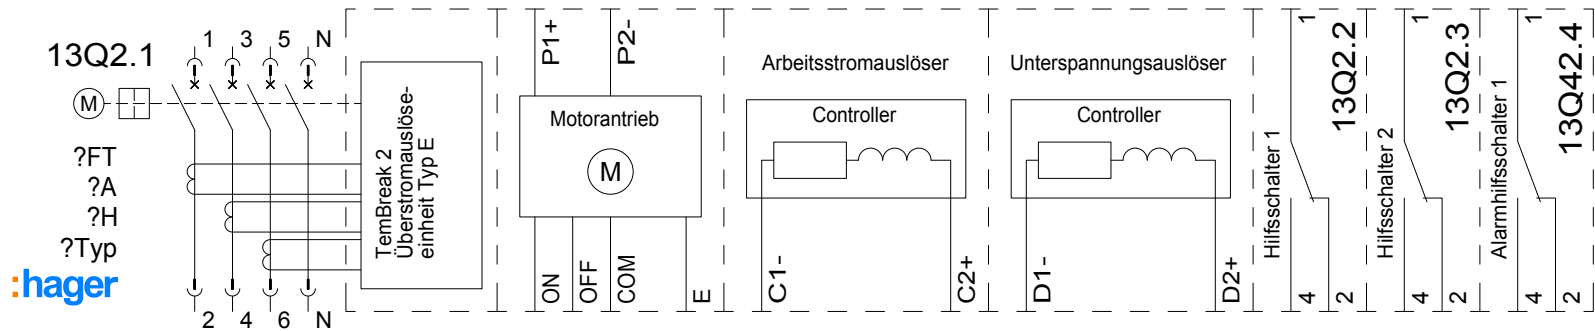 13Q2.1
1 3 5 N
M
?FT
?A
?H
?Typ
:hager
2 4 6 N
TemBreak 2
Überstromauslöse-
einheit Typ E
P1+
P2-
Motorantrieb
M
ON
OFF
COM
E
Arbeitsstromauslöser
Controller
C1-
C2+
Unterspannungsauslöser
Controller
D1-
D2+
1
13Q2.2
Hilfsschalter 1
4
2
1
13Q2.3
Hilfsschalter 2
4
2
1
13Q42.4
Alarmhilfsschalter 1
4
2